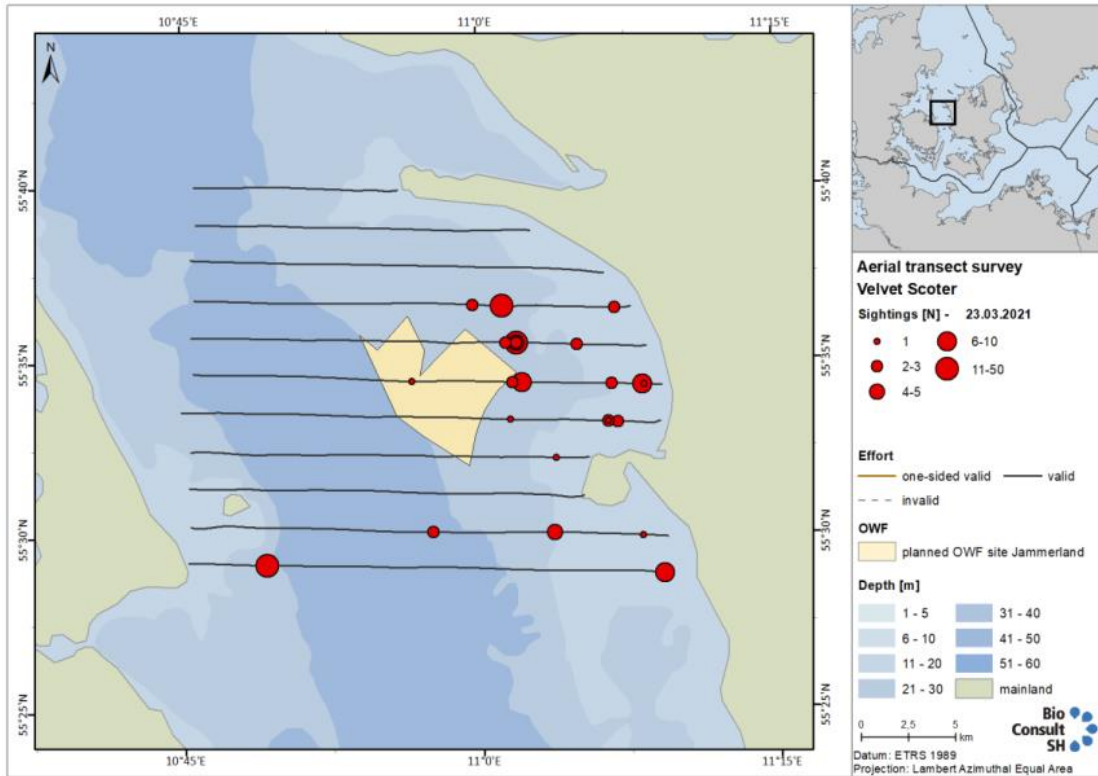 10°45'E 11°0'E 11°15'E
N
55°40'N
55°35'N
55°30'N
55°25'N
55°40'N
55°35'N
55°30'N
55°25'N
10°45'E 11°0'E 11°15'E
Aerial transect survey
Velvet Scoter
Sightings [N] - 23.03.2021
1 6-10
2-3 11-50
4-5
Effort
one-sided valid valid
invalid
OWF
planned OWF site Jammerland
Depth [m]
1 - 5 31 - 40
6 - 10 41 - 50
11 - 20 51 - 60
21 - 30 mainland
0 2,5 5
km
Bio
Consult
SH
Datum: ETRS 1989
Projection: Lambert Azimuthal Equal Area